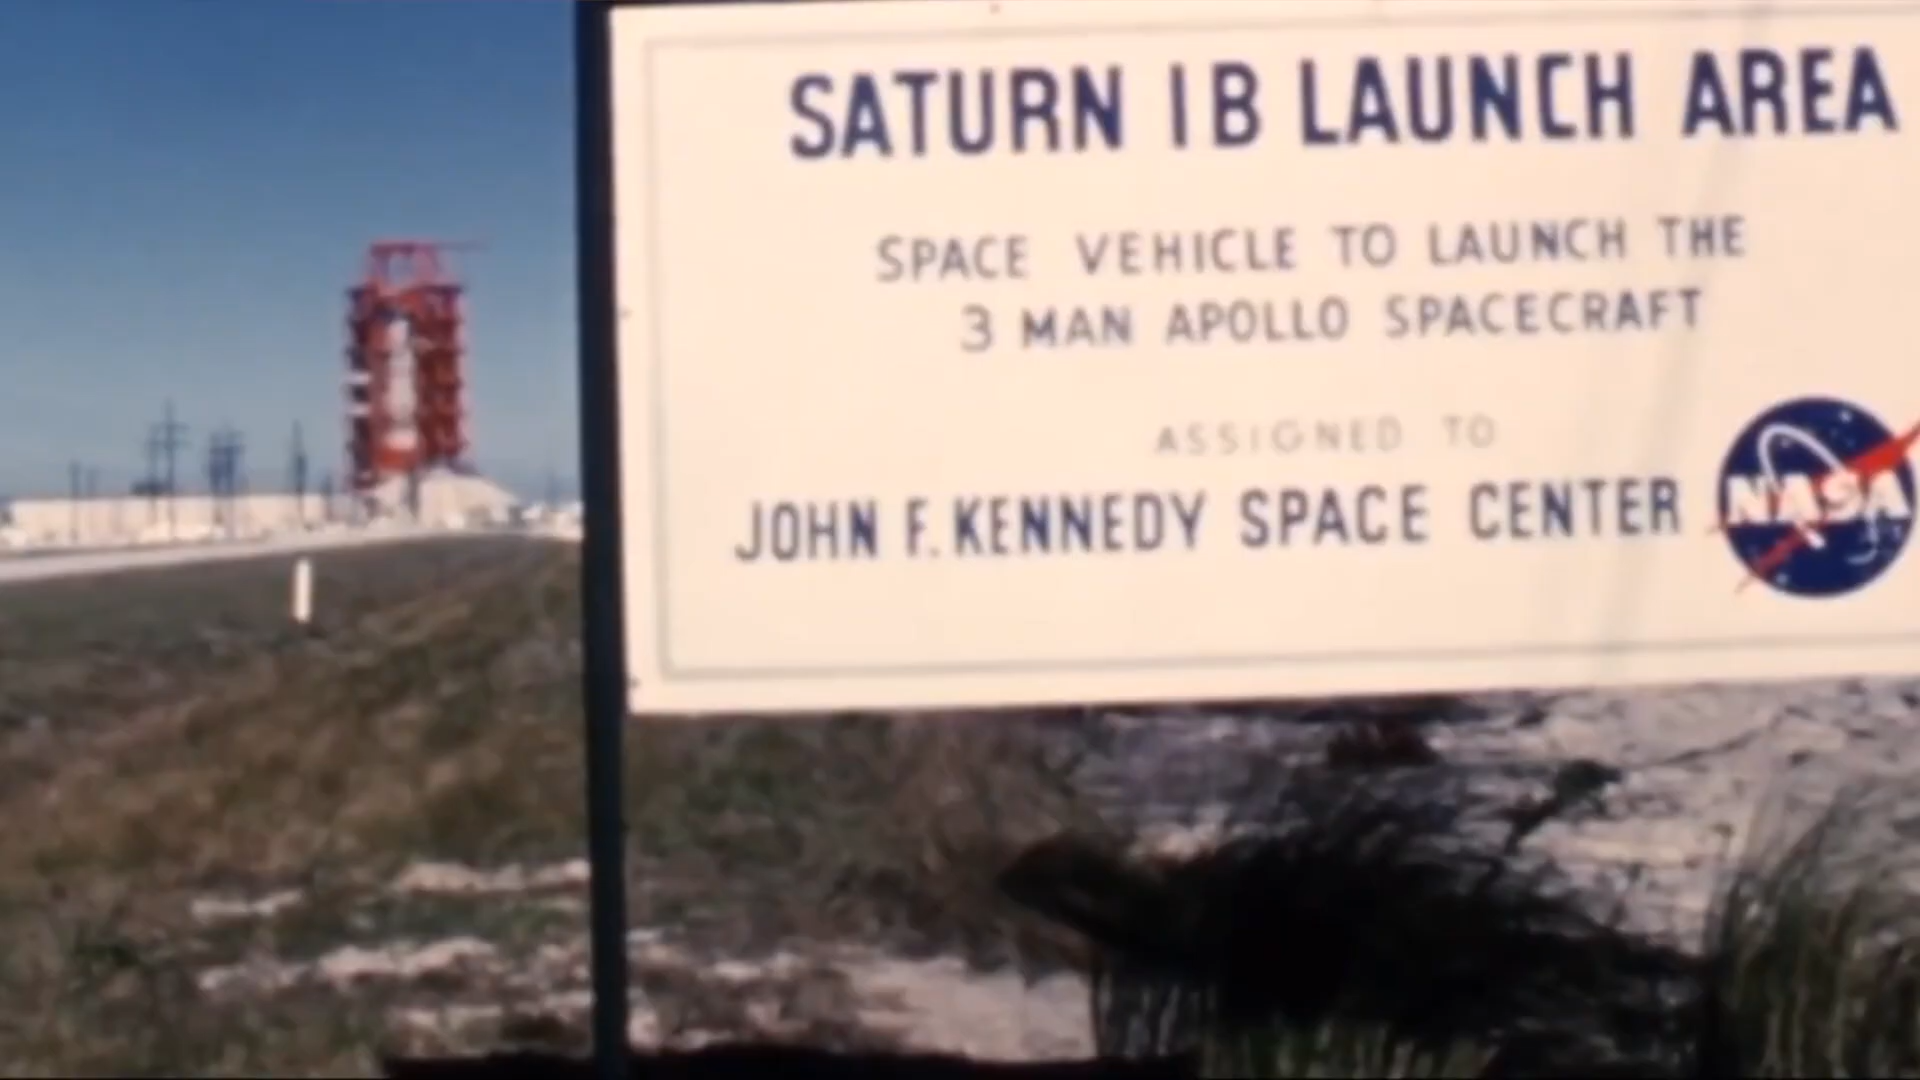 SATURN IB LAUNCH AREA
SPACE VEHICLE TO LAUNCH THE
3 MAN APOLLO SPACECRAFT
ASSIGNED TO
JOHN F. KENNEDY SPACE CENTER
NASA